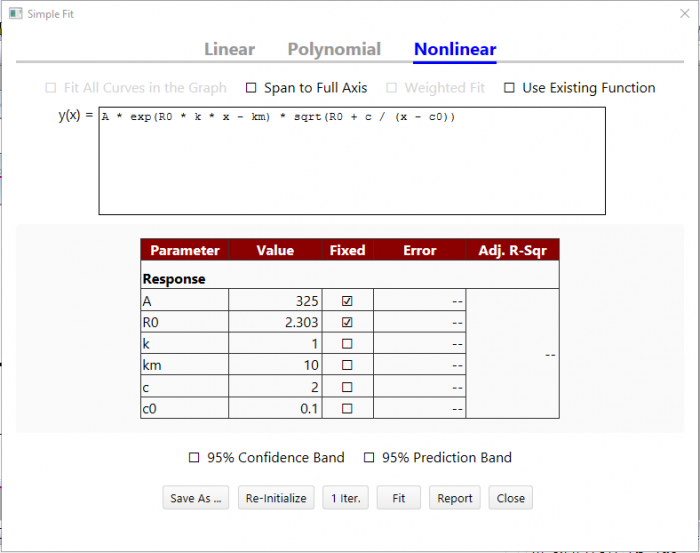 Simple Fit
Linear Polynomial Nonlinear
☐ Fit All Curves in the Graph ☐ Span to Full Axis ☐ Weighted Fit ☐ Use Existing Function
y(x) = A * exp(R0 * k * x - km) * sqrt(R0 + c / (x - c0))
Parameter Value Fixed Error Adj. R-Sqr
Response
A 325 ☑ --
R0 2.303 ☑ --
k 1 ☐ --
km 10 ☐ -- --
c 2 ☐ --
c0 0.1 ☐ --
☐ 95% Confidence Band ☐ 95% Prediction Band
Save As ... Re-Initialize 1 Iter. Fit Report Close